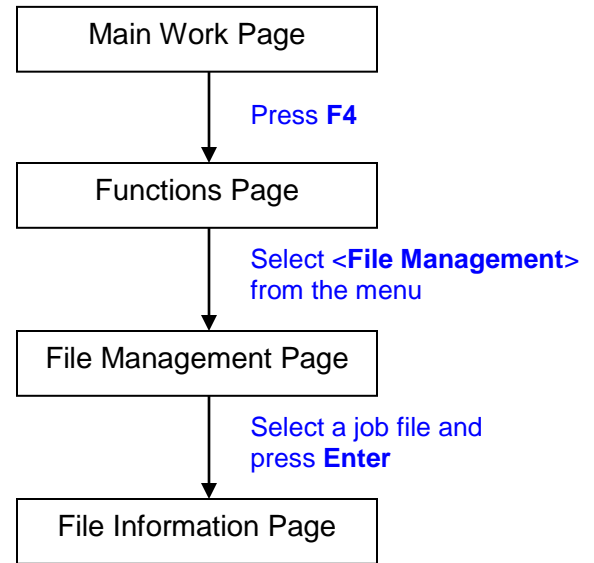 Main Work Page
Press F4
Functions Page
Select <File Management>
from the menu
File Management Page
Select a job file and
press Enter
File Information Page